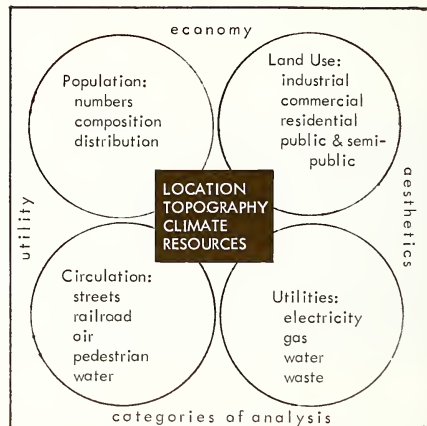 economy
Population:
numbers
composition
distribution
Land Use:
industrial
commercial
residential
public & semi-
public
utility
aesthetics
LOCATION
TOPOGRAPHY
CLIMATE
RESOURCES
Circulation:
streets
railroad
air
pedestrian
water
Utilities:
electricity
gas
water
waste
categories of analysis